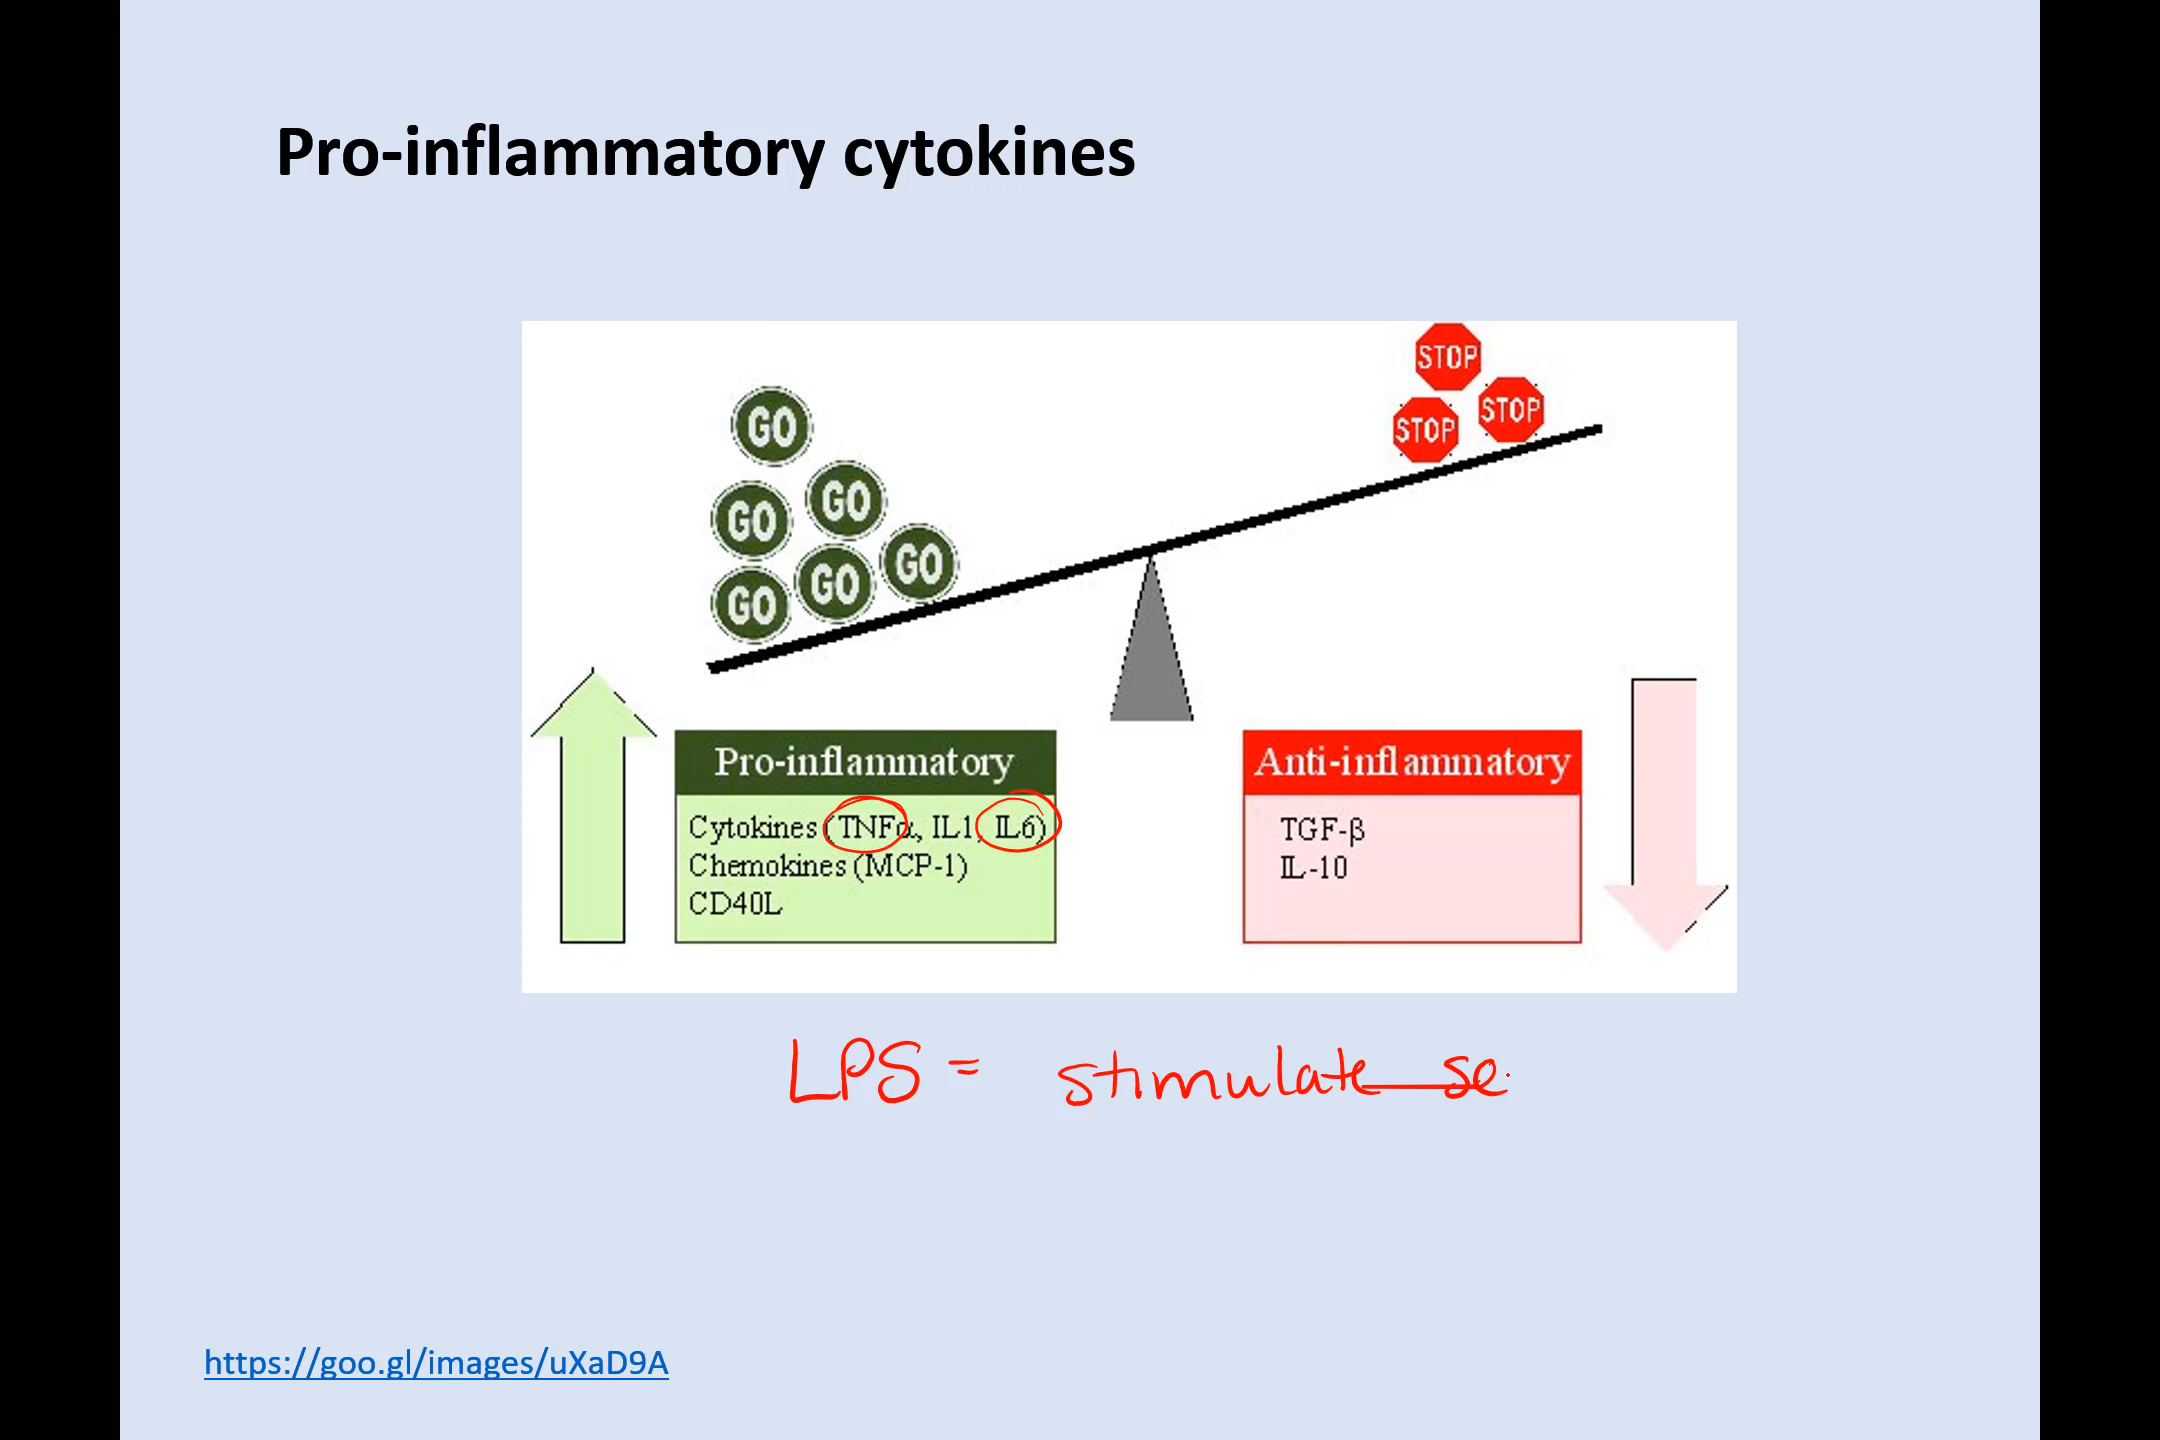 Pro-inflammatory cytokines
STOP
GO
STOP
STOP
GO
GO
GO
GO
GO
Pro-inflammatory
Anti-inflammatory
Cytokines (TNFα, IL1, IL6)
Chemokines (MCP-1)
CD40L
TGF-β
IL-10
LPS = stimulate se
https://goo.gl/images/uXaD9A